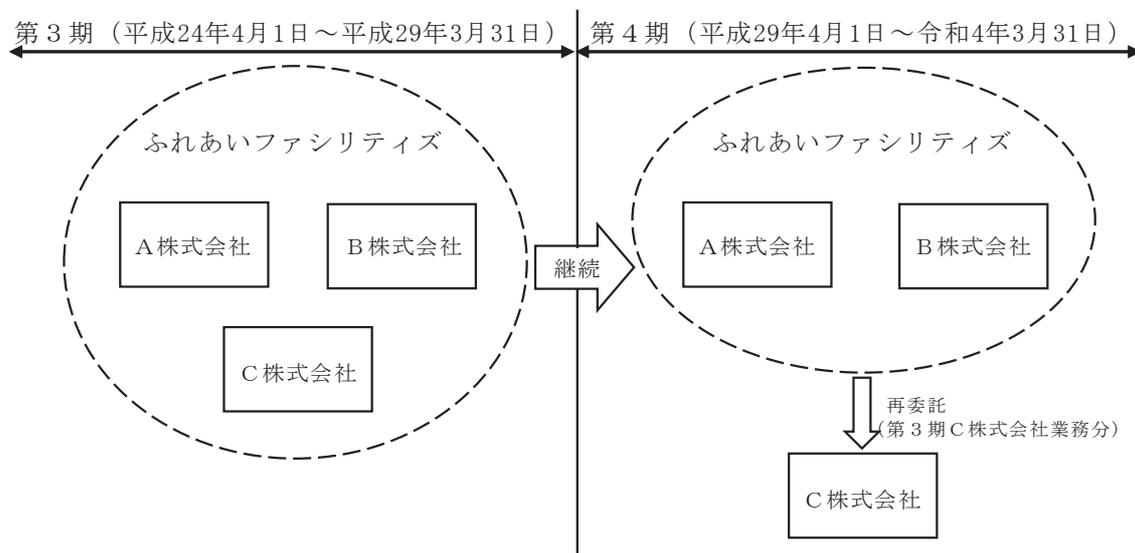 第３期（平成24年4月1日～平成29年3月31日）
第４期（平成29年4月1日～令和4年3月31日）
ふれあいファシリティズ
Ａ株式会社
Ｂ株式会社
Ｃ株式会社
継続
ふれあいファシリティズ
Ａ株式会社
Ｂ株式会社
再委託
（第３期Ｃ株式会社業務分）
Ｃ株式会社